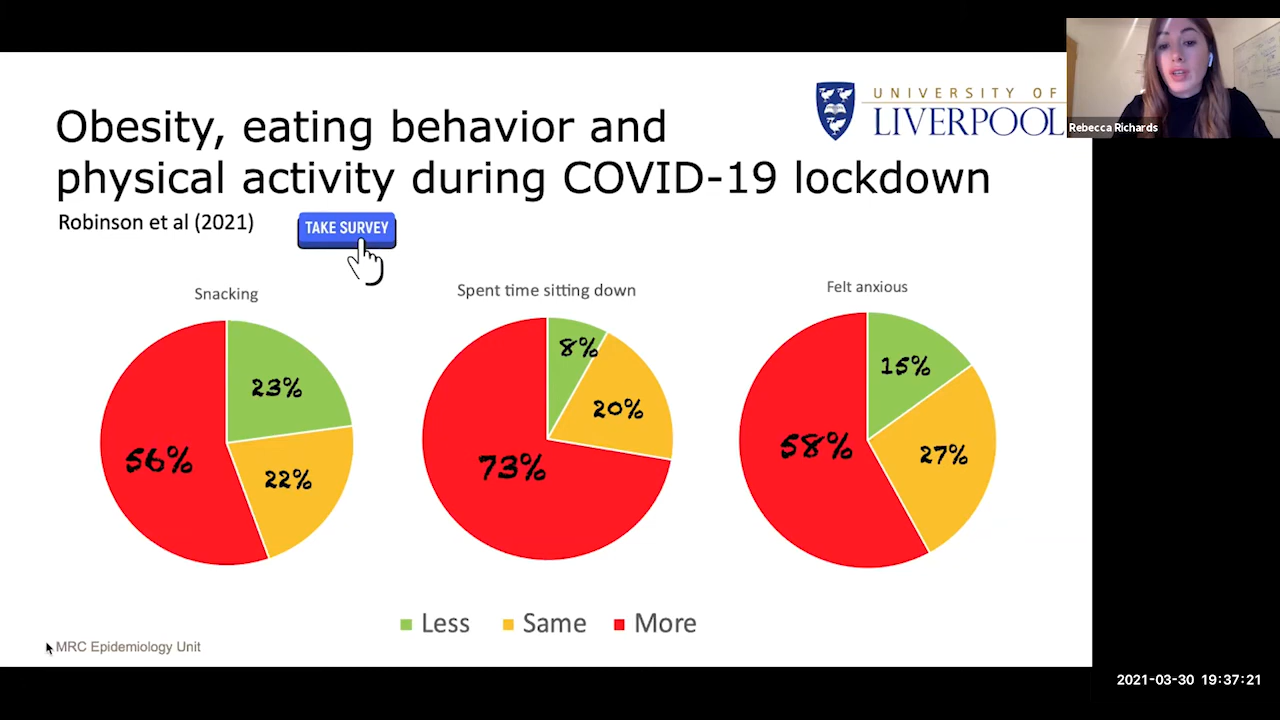 Obesity, eating behavior and
physical activity during COVID-19 lockdown
UNIVERSITY OF
LIVERPOOL
Rebecca Richards
Robinson et al (2021)
TAKE SURVEY
Snacking
23%
56%
22%
Spent time sitting down
8%
20%
73%
Felt anxious
15%
58%
27%
Less
Same
More
MRC Epidemiology Unit
2021-03-30 19:37:21